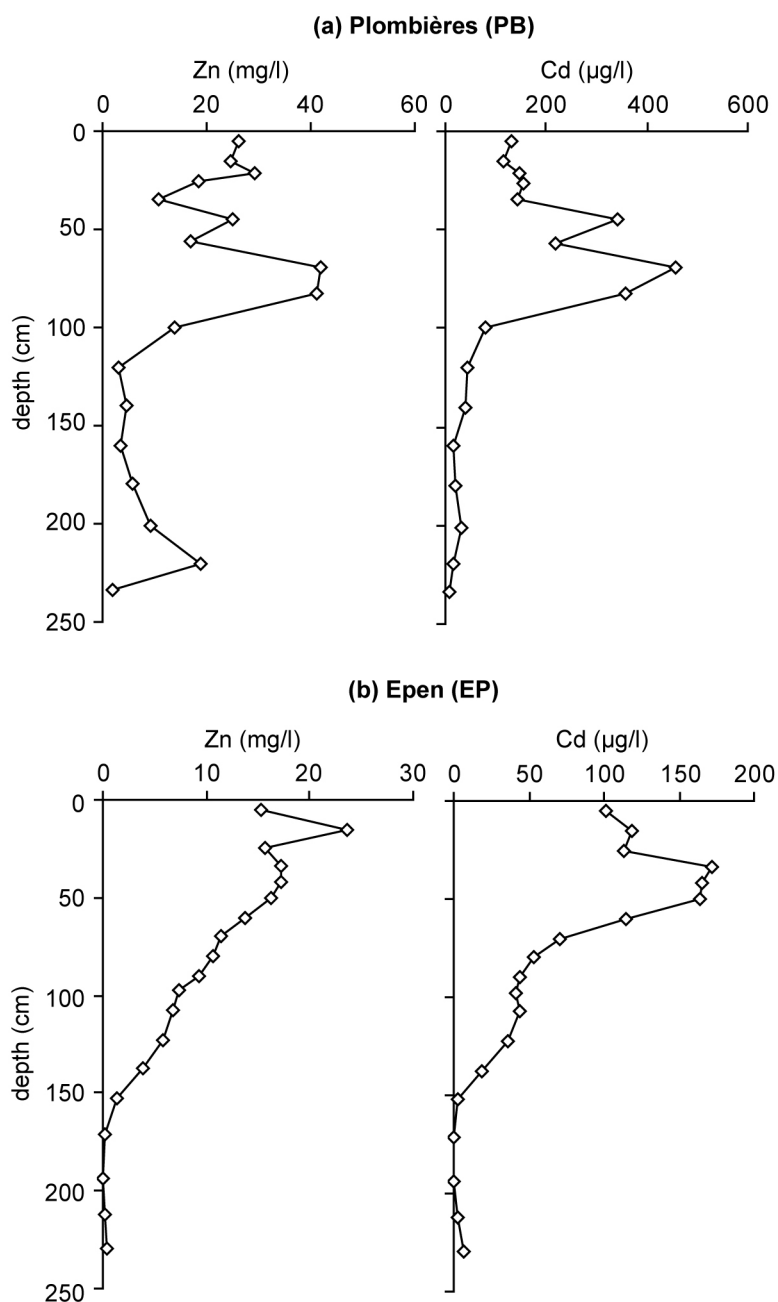 (a) Plombières (PB)
Zn (mg/l)
Cd (µg/l)
0 20 40 60
0 200 400 600
0
50
100
150
200
250
depth (cm)
(b) Epen (EP)
Zn (mg/l)
Cd (µg/l)
0 10 20 30
0 50 100 150 200
0
50
100
150
200
250
depth (cm)